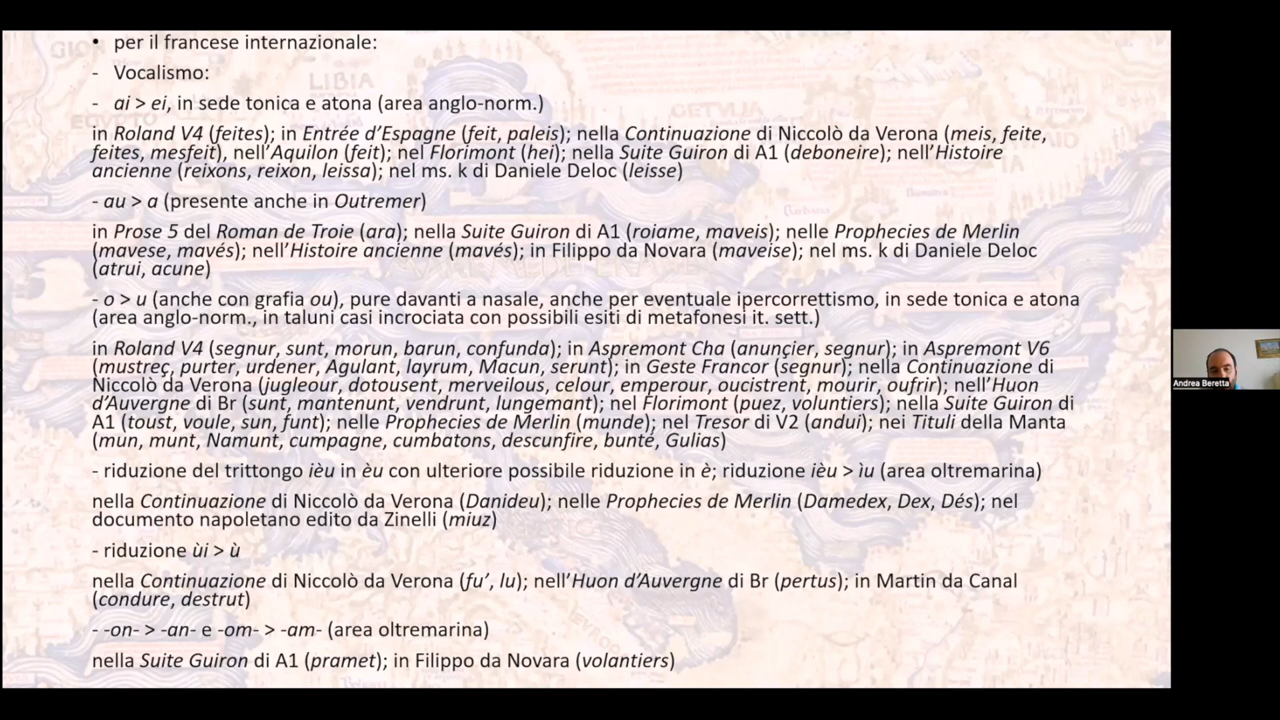 • per il francese internazionale:
- Vocalismo:
- ai > ei, in sede tonica e atona (area anglo-norm.)
in Roland V4 (feites); in Entrée d’Espagne (feit, paleis); nella Continuazione di Niccolò da Verona (meis, feite,
feites, mesfeit), nell’Aquilon (feit); nel Florimont (hei); nella Suite Guiron di A1 (deboneire); nell’Histoire
ancienne (reixons, reixon, leissa); nel ms. k di Daniele Deloc (leisse)
- au > a (presente anche in Outremer)
in Prose 5 del Roman de Troie (ara); nella Suite Guiron di A1 (roiame, maveis); nelle Prophecies de Merlin
(mavese, mavés); nell’Histoire ancienne (mavés); in Filippo da Novara (maveise); nel ms. k di Daniele Deloc
(atrui, acune)
- o > u (anche con grafia ou), pure davanti a nasale, anche per eventuale ipercorrettismo, in sede tonica e atona
(area anglo-norm., in taluni casi incrociata con possibili esiti di metafonesi it. sett.)
in Roland V4 (segnur, sunt, morun, barun, confunda); in Aspremont Cha (anunçier, segnur); in Aspremont V6
(mustreç, purter, urdener, Agulant, layrum, Macun, serunt); in Geste Francor (segnur); nella Continuazione di
Niccolò da Verona (jugleour, dotousent, merveilous, celour, emperour, oucistrent, mourir, oufrir); nell’Huon
d’Auvergne di Br (sunt, mantenunt, vendrunt, lungemant); nel Florimont (puez, voluntiers); nella Suite Guiron di
A1 (toust, voule, sun, funt); nelle Prophecies de Merlin (munde); nel Tresor di V2 (andui); nei Tituli della Manta
(mun, munt, Namunt, cumpagne, cumbatons, descunfire, bunté, Gulias)
- riduzione del trittongo ièu in èu con ulteriore possibile riduzione in è; riduzione ièu > ìu (area oltremarina)
nella Continuazione di Niccolò da Verona (Danideu); nelle Prophecies de Merlin (Damedex, Dex, Dés); nel
documento napoletano edito da Zinelli (miuz)
- riduzione ùi > ù
nella Continuazione di Niccolò da Verona (fu’, lu); nell’Huon d’Auvergne di Br (pertus); in Martin da Canal
(condure, destrut)
- -on- > -an- e -om- > -am- (area oltremarina)
nella Suite Guiron di A1 (pramet); in Filippo da Novara (volantiers)
LIBIA
Andrea Beretta